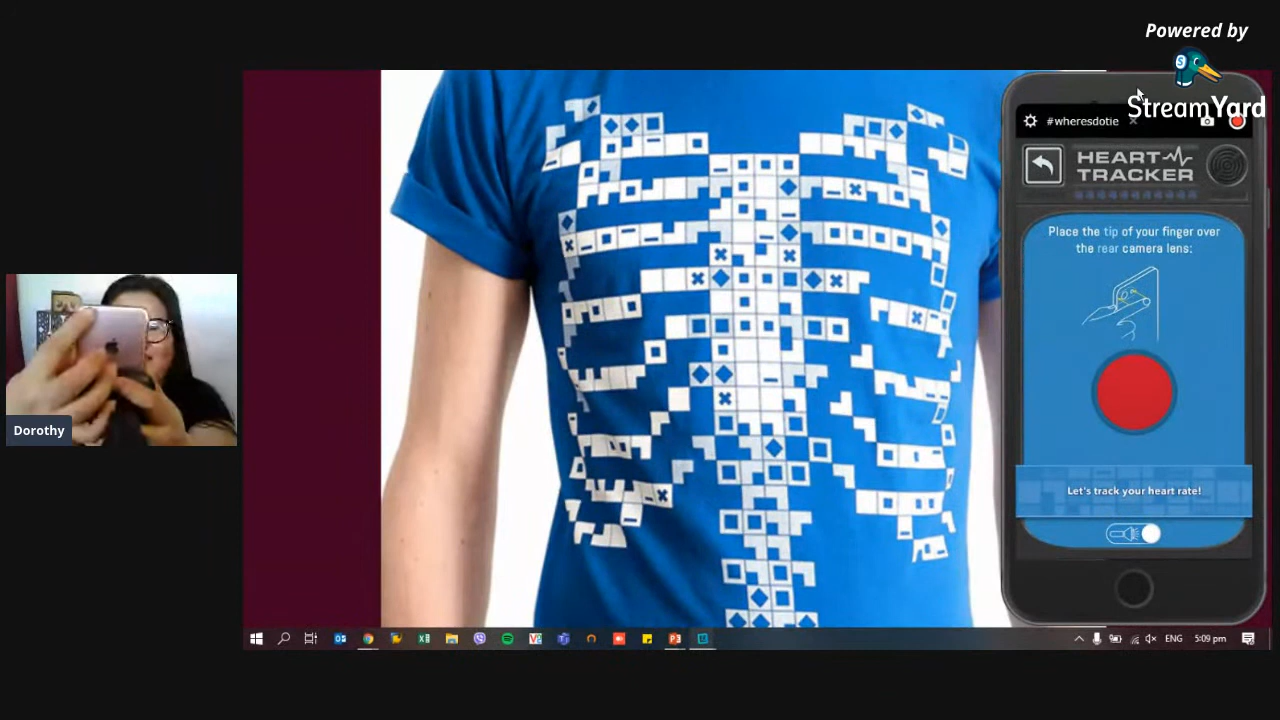 Powered by
StreamYard
#wheresdotie
HEART
TRACKER
Place the tip of your finger over
the rear camera lens:
Let's track your heart rate!
Dorothy
ENG
5:09 pm